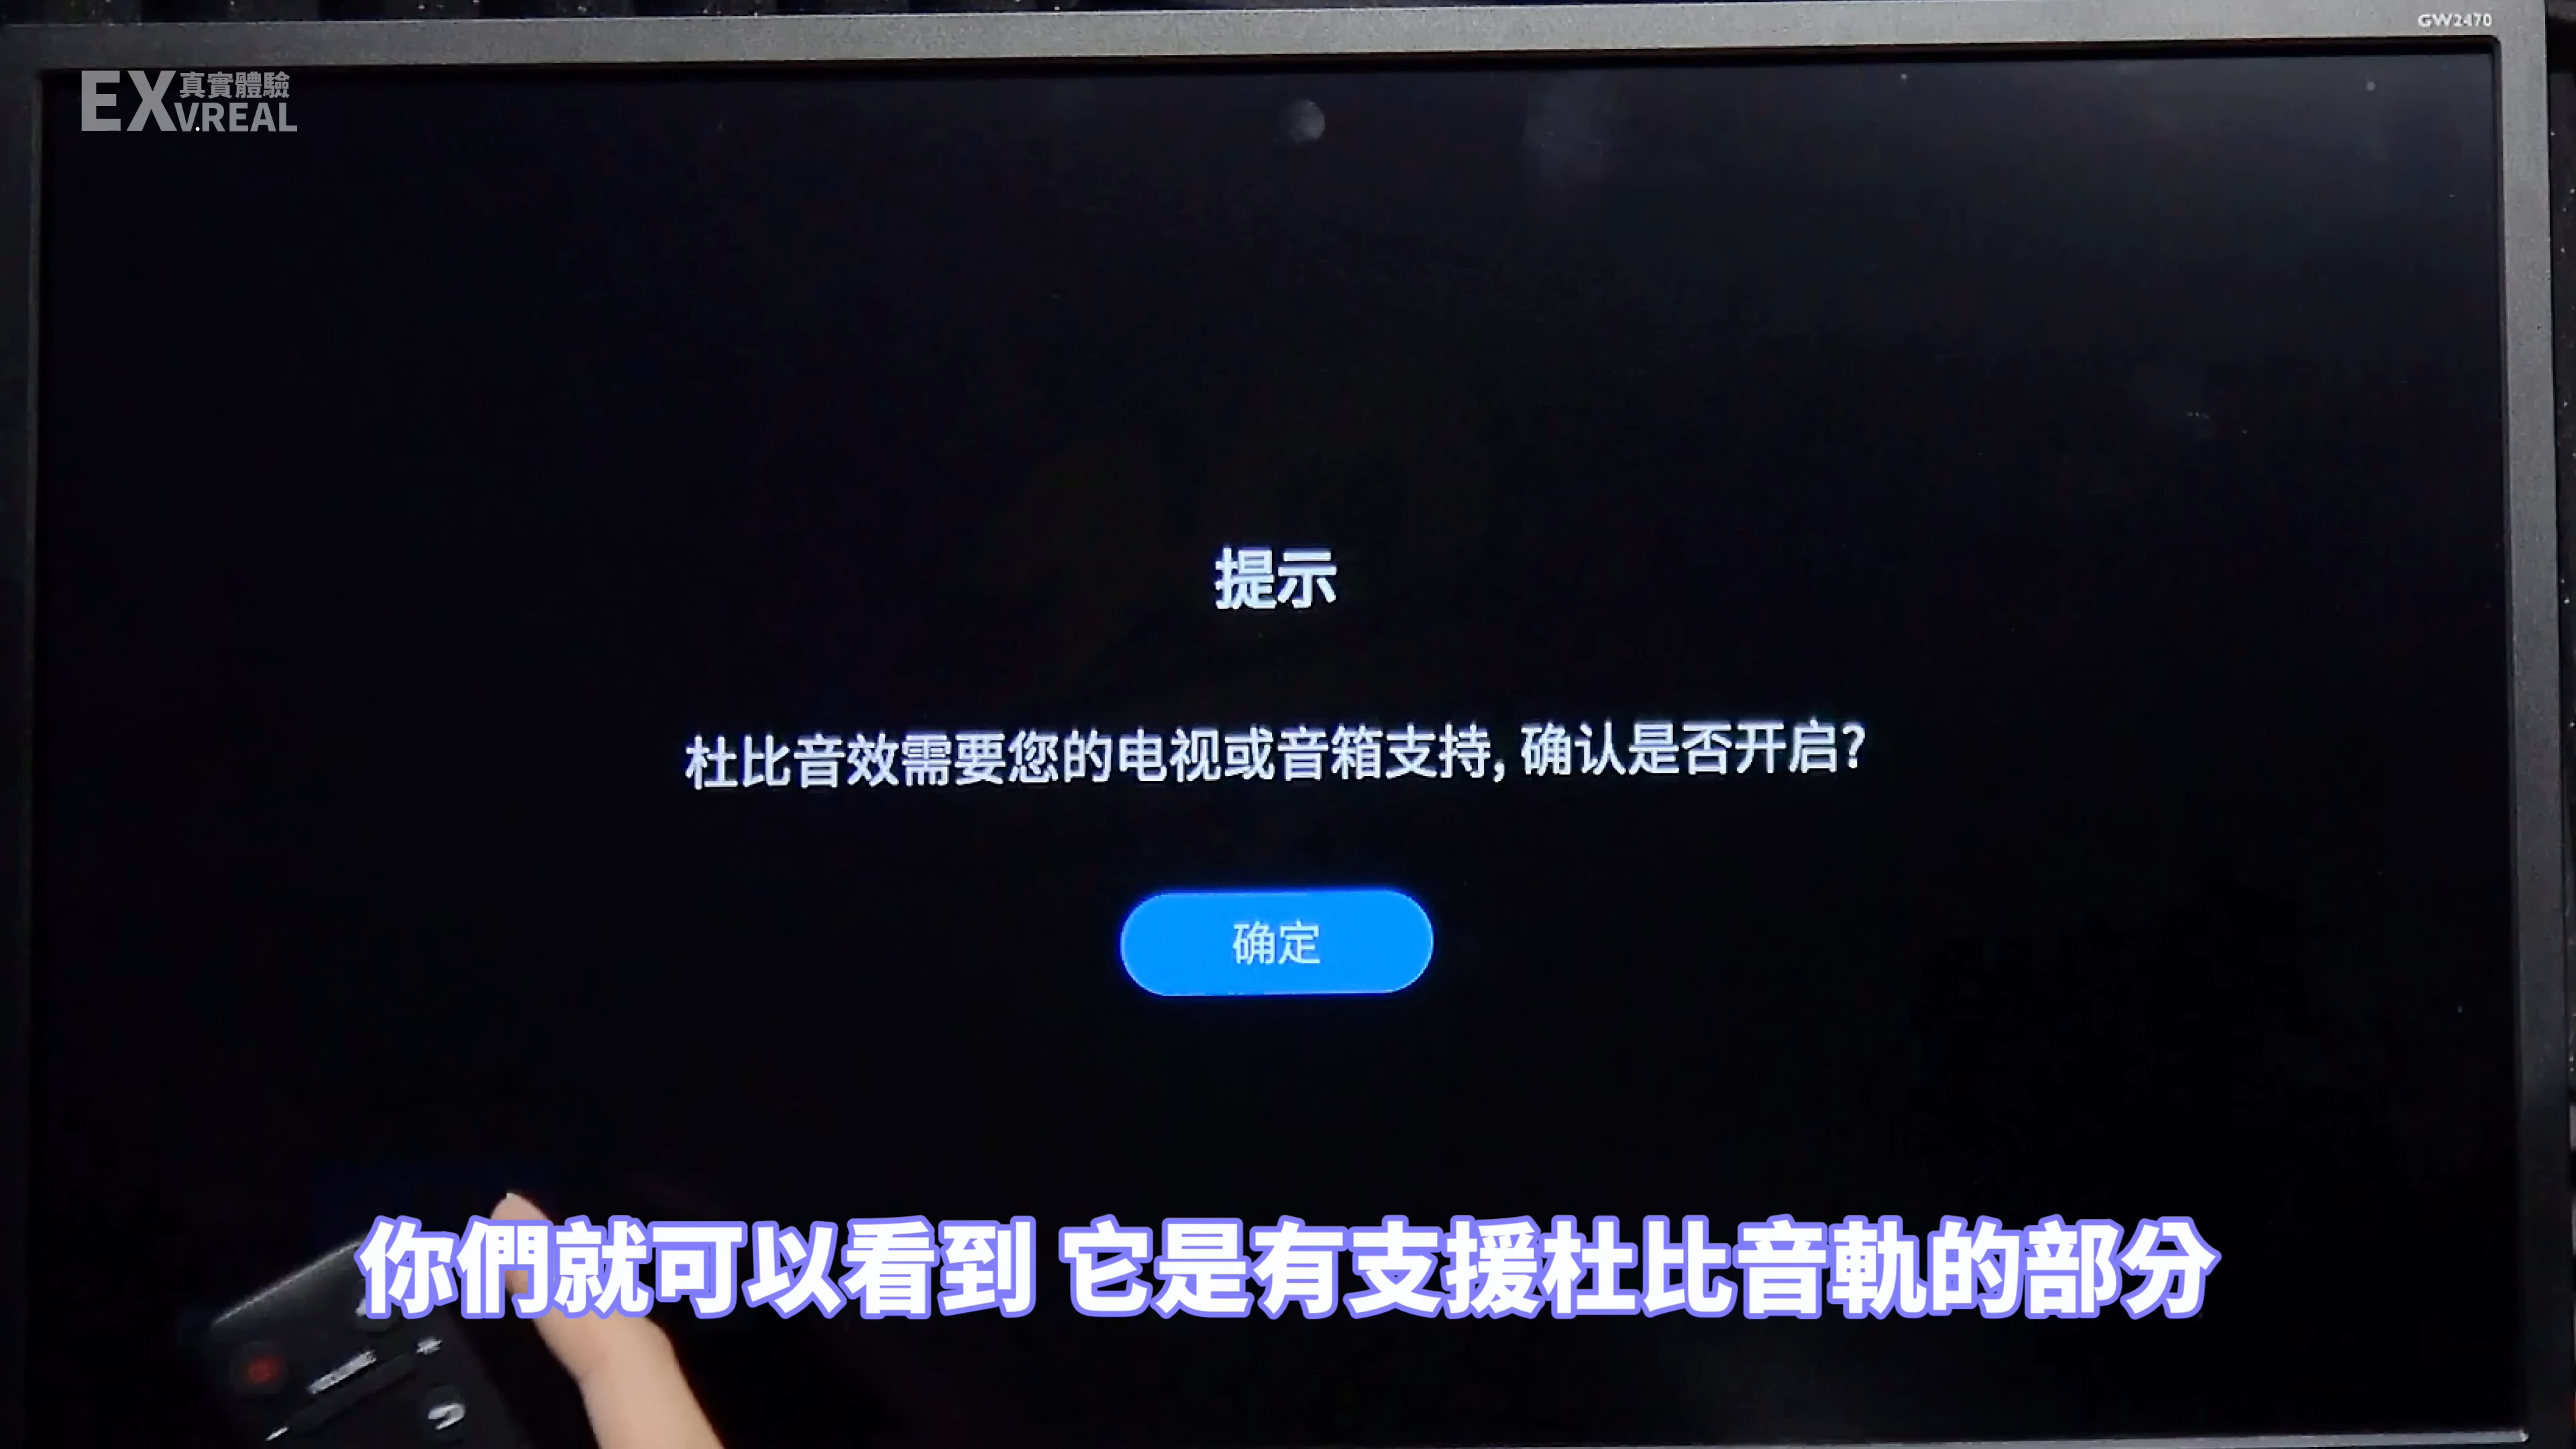 GW2470
EX真實體驗
V.REAL
提示
杜比音效需要您的电视或音箱支持,确认是否开启?
确定
你們就可以看到 它是有支援杜比音軌的部分